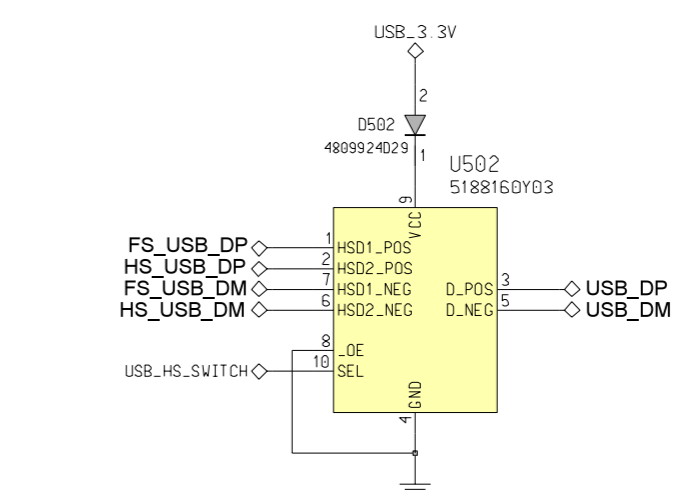 USB_3.3V
2
D502
4809924D29
1
U502
5188160Y03
9
VCC
FS_USB_DP 1 HSD1_POS
HS_USB_DP 2 HSD2_POS
FS_USB_DM 7 HSD1_NEG D_POS 3 USB_DP
HS_USB_DM 6 HSD2_NEG D_NEG 5 USB_DM
8 _OE
USB_HS_SWITCH 10 SEL
GND
4